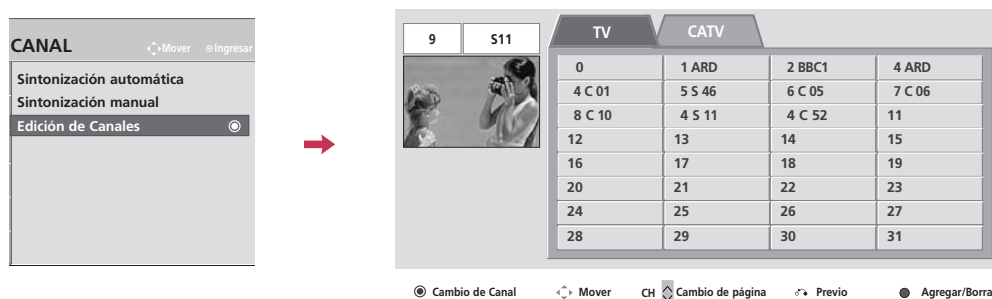 CANAL Mover Ingresar
Sintonización automática
Sintonización manual
Edición de Canales
9 S11
TV CATV
0 1 ARD 2 BBC1 4 ARD
4 C 01 5 S 46 6 C 05 7 C 06
8 C 10 4 S 11 4 C 52 11
12 13 14 15
16 17 18 19
20 21 22 23
24 25 26 27
28 29 30 31
Cambio de Canal Mover CH Cambio de página Previo Agregar/Borra